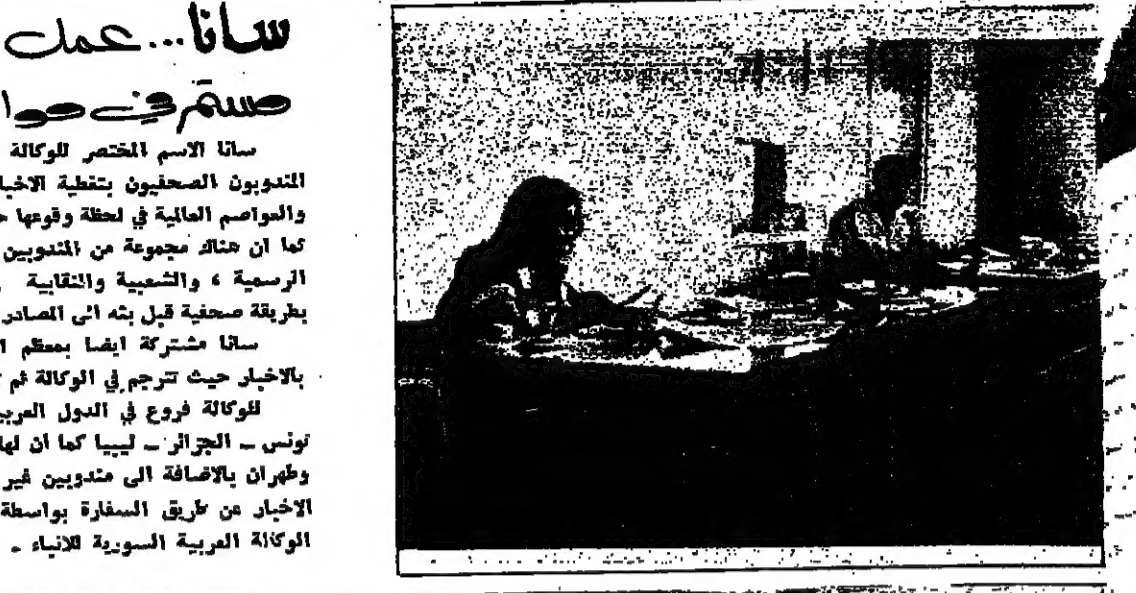 سانا... عمل
مستمر في
سانا الاسم المختصر للوكالة
المندوبون الصحفيون بتغطية الاخبا
والعواصم العالمية في لحظة وقوعها
كما ان هناك مجموعة من المندوبين
الرسمية ، والشعبية والنقابية
بطريقة صحفية قبل بثه الى المصادر
سانا مشتركة ايضا بمعظم ا
بالاخبار حيث تترجم في الوكالة ثم
للوكالة فروع في الدول العربي
تونس ـ الجزائر ـ ليبيا كما ان لها
وطهران بالاضافة الى مندوبين غير
الاخبار عن طريق السفارة بواسطة
الوكالة العربية السورية للانباء ـ